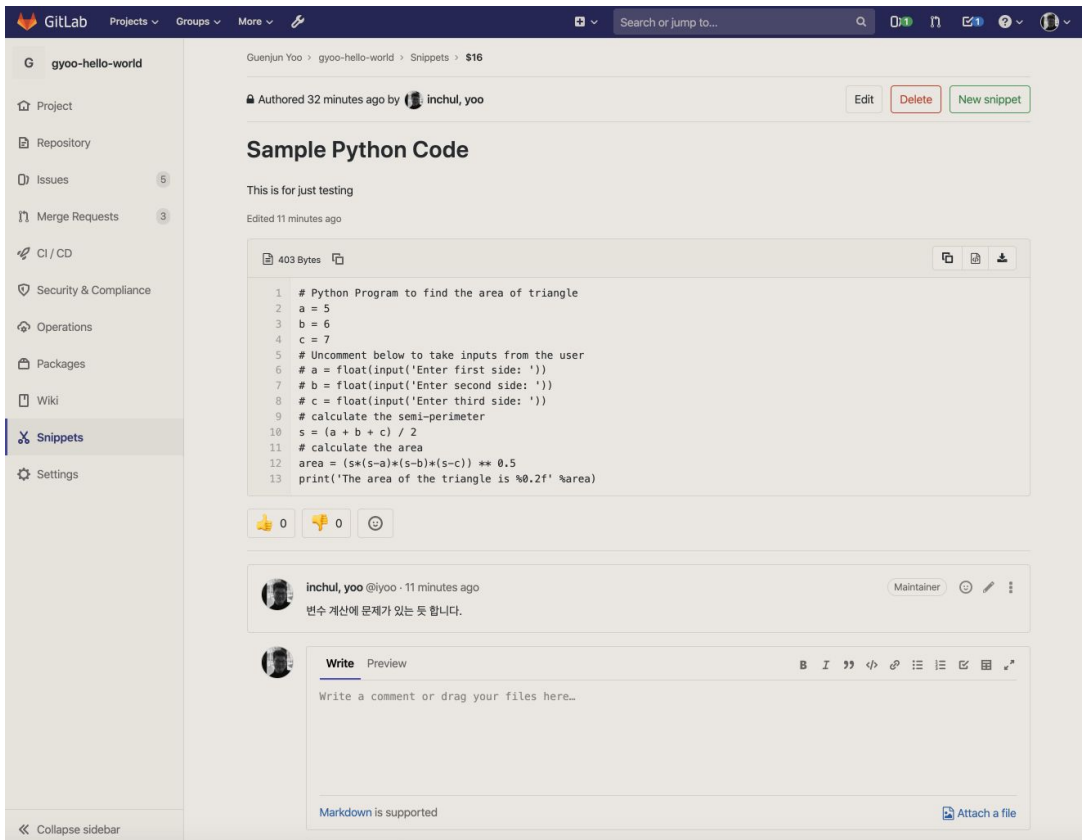 GitLab Projects Groups More Search or jump to... 1 1
G gyoo-hello-world
Project
Repository
Issues 5
Merge Requests 3
CI / CD
Security & Compliance
Operations
Packages
Wiki
Snippets
Settings
Collapse sidebar
Guenjun Yoo > gyoo-hello-world > Snippets > $16
Authored 32 minutes ago by inchul, yoo Edit Delete New snippet
Sample Python Code
This is for just testing
Edited 11 minutes ago
403 Bytes
1 # Python Program to find the area of triangle
2 a = 5
3 b = 6
4 c = 7
5 # Uncomment below to take inputs from the user
6 # a = float(input('Enter first side: '))
7 # b = float(input('Enter second side: '))
8 # c = float(input('Enter third side: '))
9 # calculate the semi-perimeter
10 s = (a + b + c) / 2
11 # calculate the area
12 area = (s*(s-a)*(s-b)*(s-c)) ** 0.5
13 print('The area of the triangle is %0.2f' %area)
0 0
inchul, yoo @iyoo · 11 minutes ago Maintainer
변수 계산에 문제가 있는 듯 합니다.
Write Preview
Write a comment or drag your files here…
Markdown is supported Attach a file